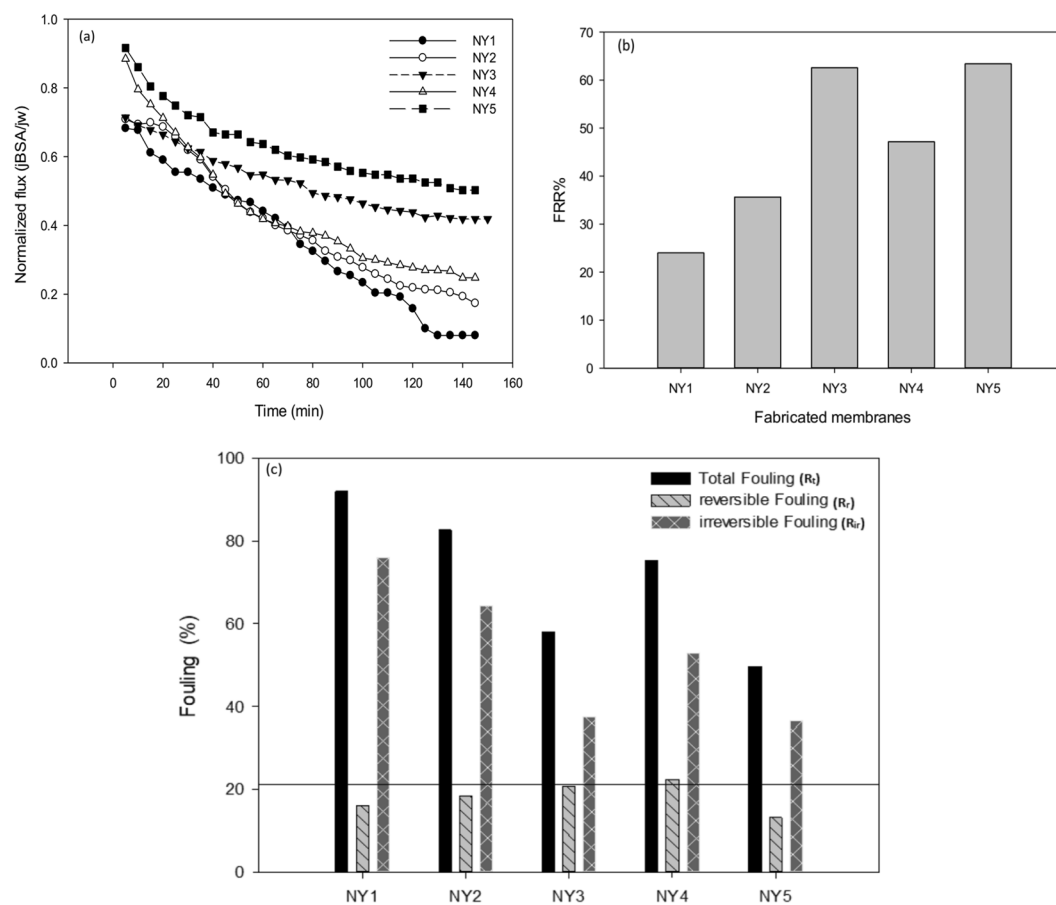 (a)
NY1
NY2
NY3
NY4
NY5
1.0
0.8
0.6
0.4
0.2
0.0
Normalized flux (jBSA/jw)
0 20 40 60 80 100 120 140 160
Time (min)
(b)
70
60
50
40
30
20
10
0
FRR%
NY1 NY2 NY3 NY4 NY5
Fabricated membranes
(c)
Total Fouling (Rt)
reversible Fouling (Rr)
irreversible Fouling (Rir)
100
80
60
40
20
0
Fouling (%)
NY1 NY2 NY3 NY4 NY5